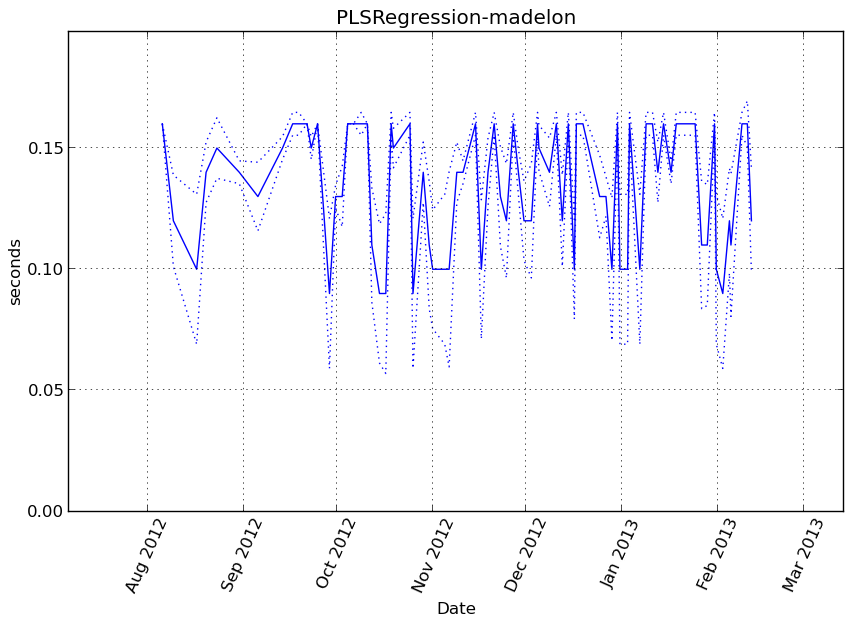 PLSRegression-madelon
seconds
0.15
0.10
0.05
0.00
Aug 2012
Sep 2012
Oct 2012
Nov 2012
Dec 2012
Jan 2013
Feb 2013
Mar 2013
Date